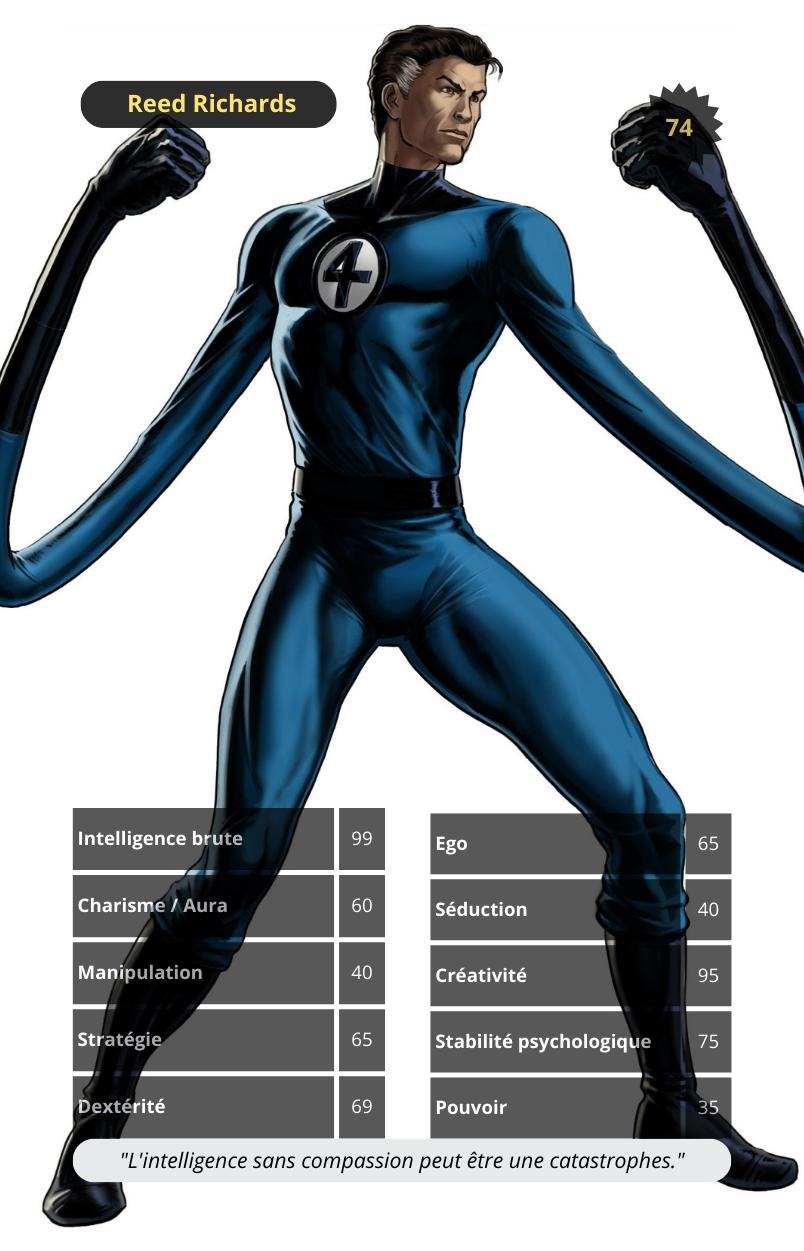 Reed Richards
74
4
Intelligence brute 99
Charisme / Aura 60
Manipulation 40
Stratégie 65
Dextérité 69
Ego 65
Séduction 40
Créativité 95
Stabilité psychologique 75
Pouvoir 35
"L'intelligence sans compassion peut être une catastrophes."